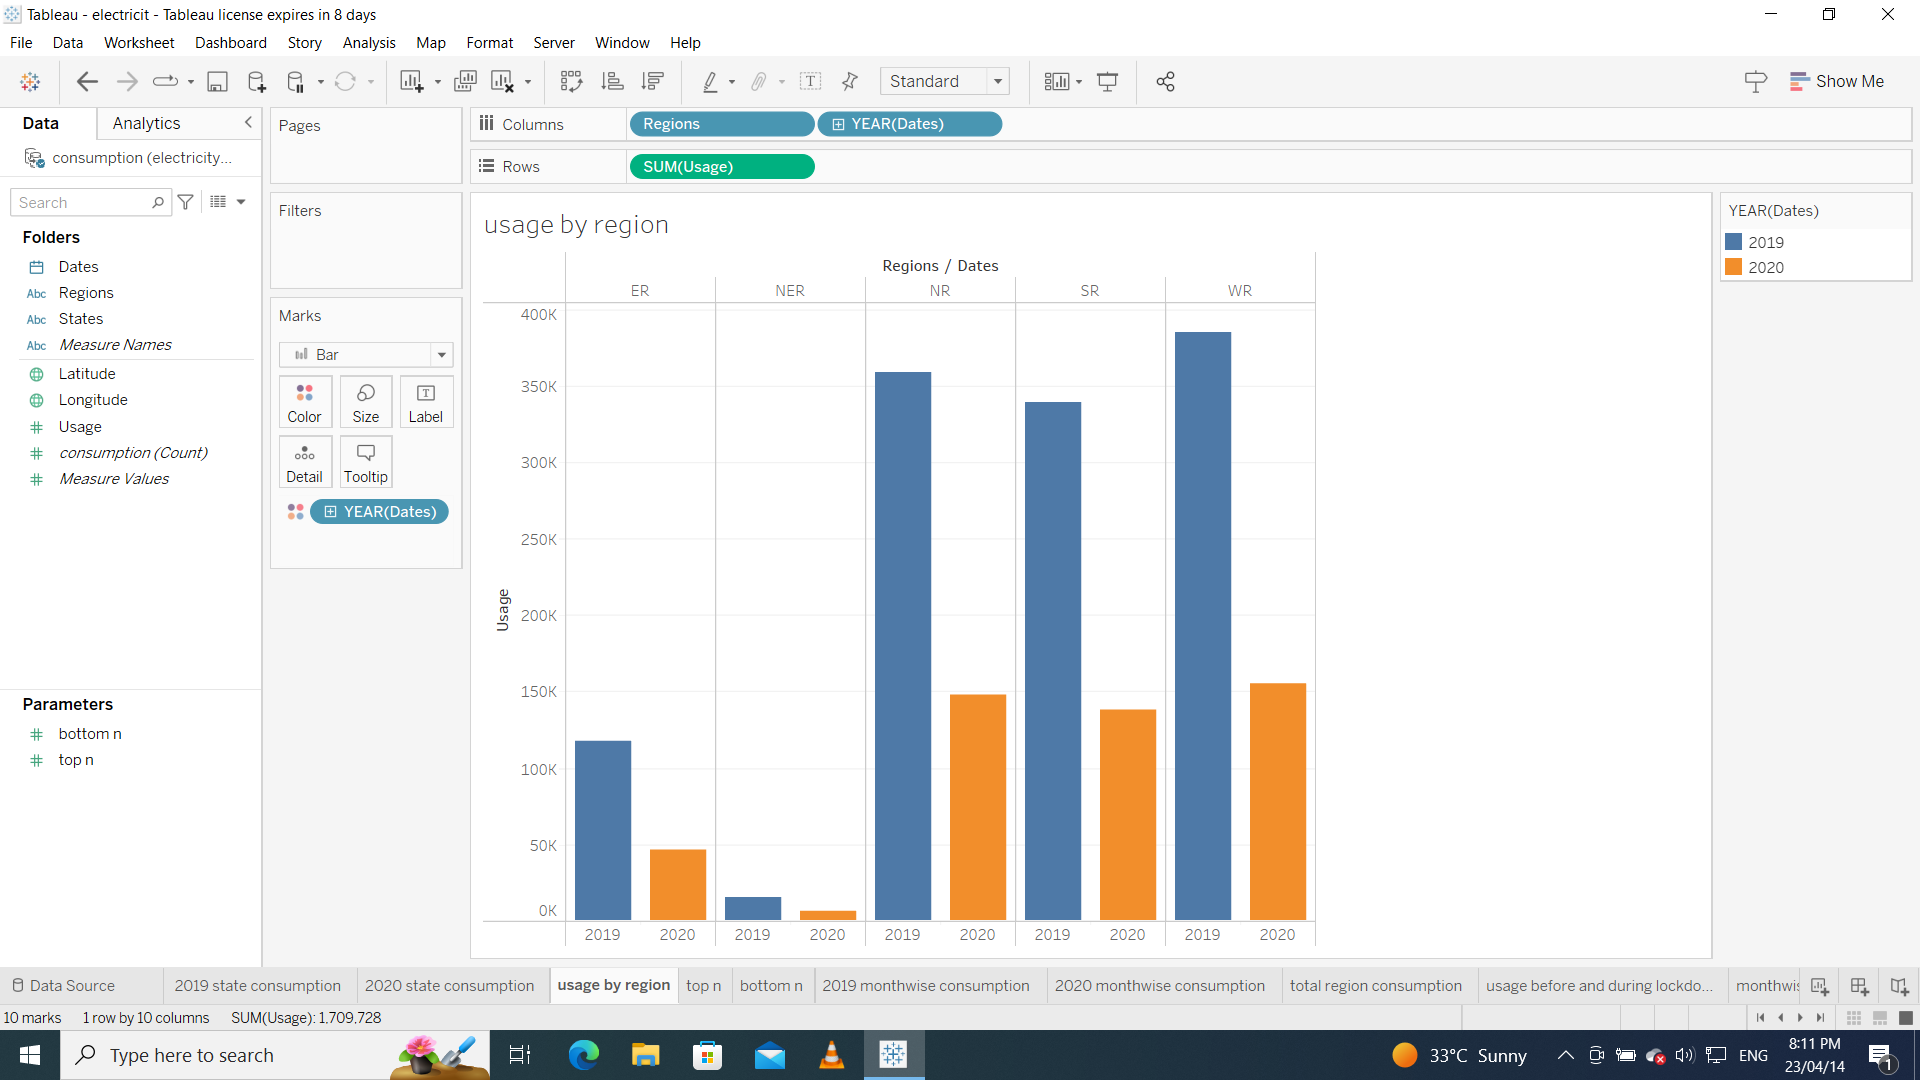 Tableau - electricit - Tableau license expires in 8 days
File Data Worksheet Dashboard Story Analysis Map Format Server Window Help
Standard
Show Me
Data Analytics
consumption (electricity...
Search
Folders
Dates
Abc Regions
Abc States
Abc Measure Names
Latitude
Longitude
Usage
consumption (Count)
Measure Values
Parameters
bottom n
top n
Pages
Filters
Marks
Bar
Color Size Label
Detail Tooltip
YEAR(Dates)
Columns Regions YEAR(Dates)
Rows SUM(Usage)
usage by region
Regions / Dates
ER NER NR SR WR
400K
350K
300K
250K
200K
150K
100K
50K
0K
Usage
2019 2020 2019 2020 2019 2020 2019 2020 2019 2020
YEAR(Dates)
2019
2020
Data Source 2019 state consumption 2020 state consumption usage by region top n bottom n 2019 monthwise consumption 2020 monthwise consumption total region consumption usage before and during lockdo... monthwis
10 marks 1 row by 10 columns SUM(Usage): 1,709,728
Type here to search
33°C Sunny
ENG
8:11 PM
23/04/14
1